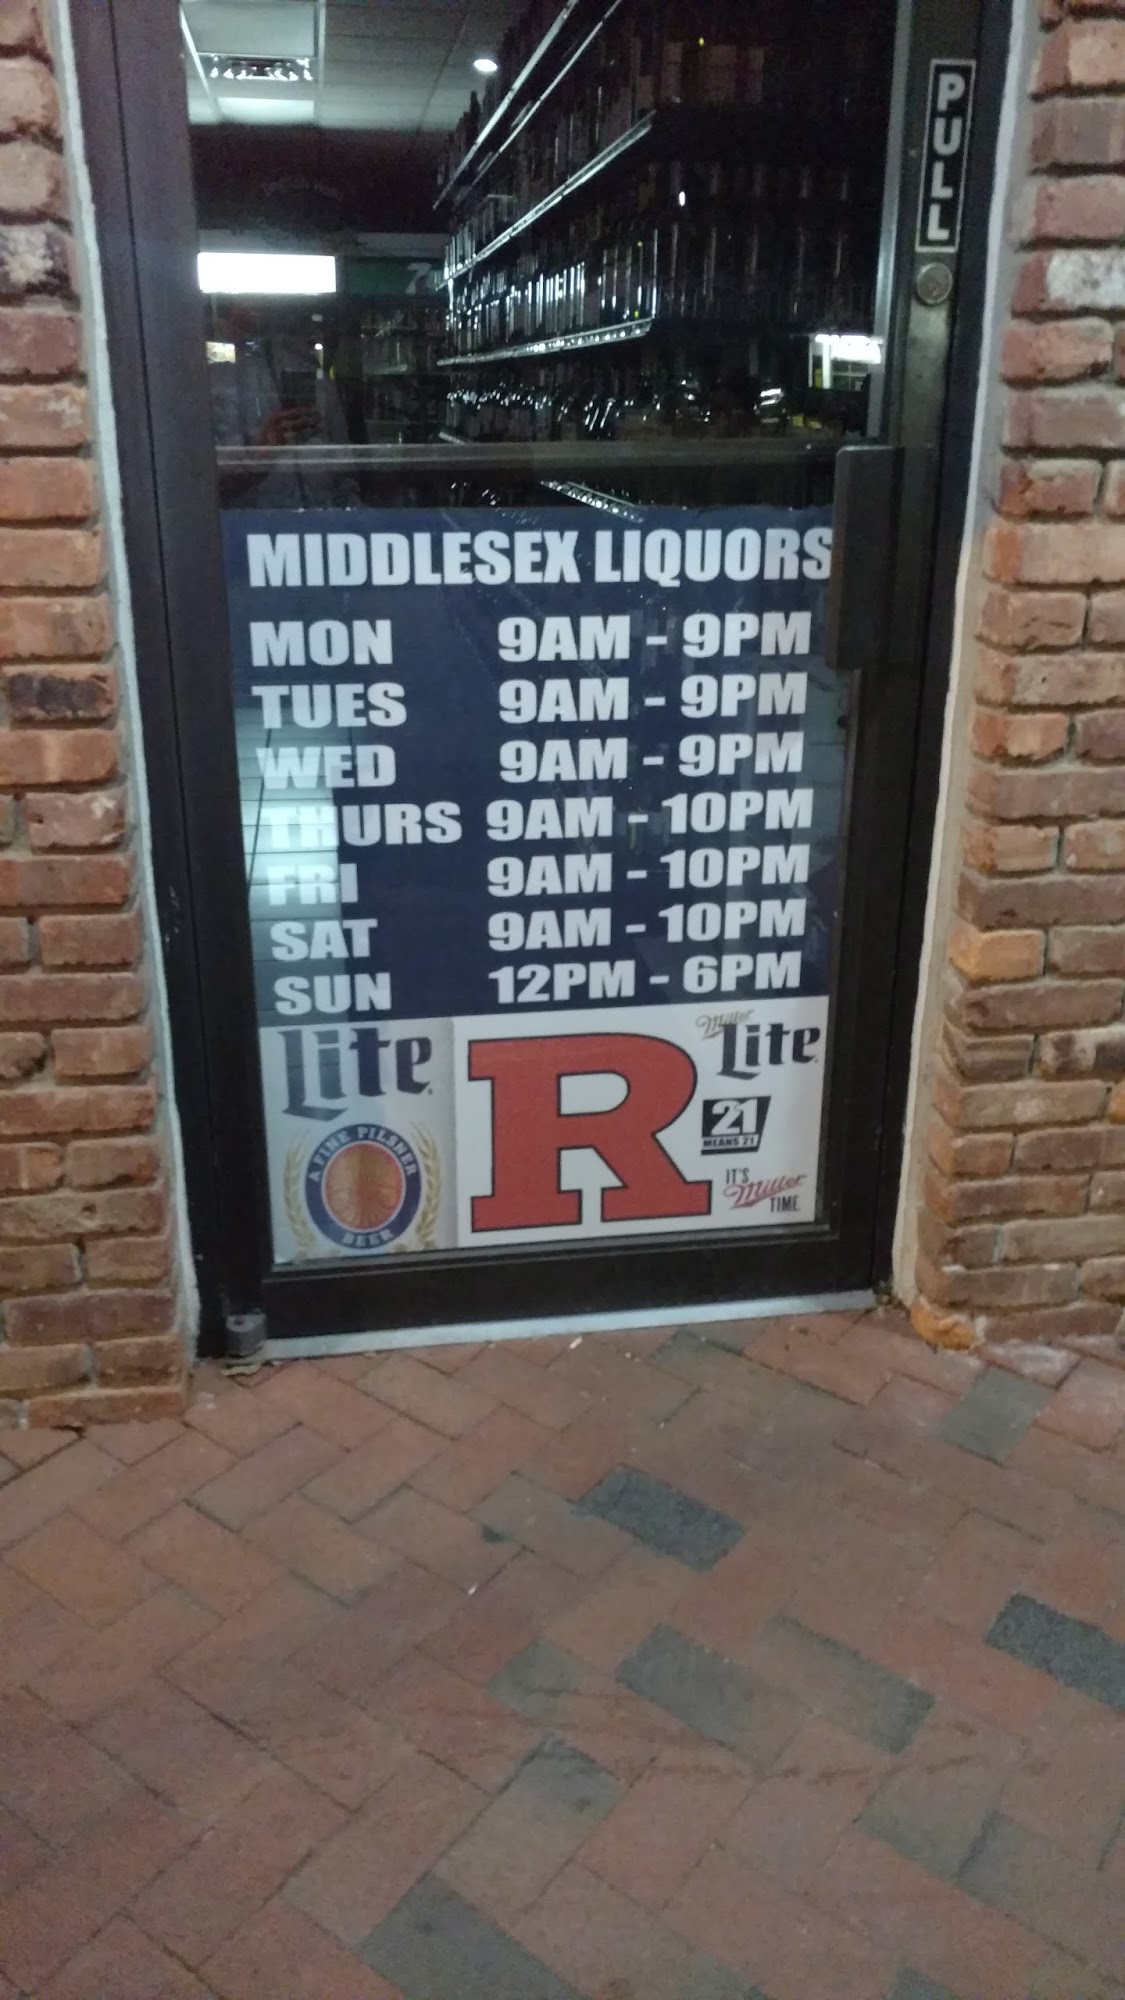 PULL
MIDDLESEX LIQUORS
MON 9AM - 9PM
TUES 9AM - 9PM
WED 9AM - 9PM
THURS 9AM - 10PM
FRI 9AM - 10PM
SAT 9AM - 10PM
SUN 12PM - 6PM
Lite
A FINE PILSNER
BEER
R
Miller
Lite
21
MEANS 21
IT'S
Miller
TIME